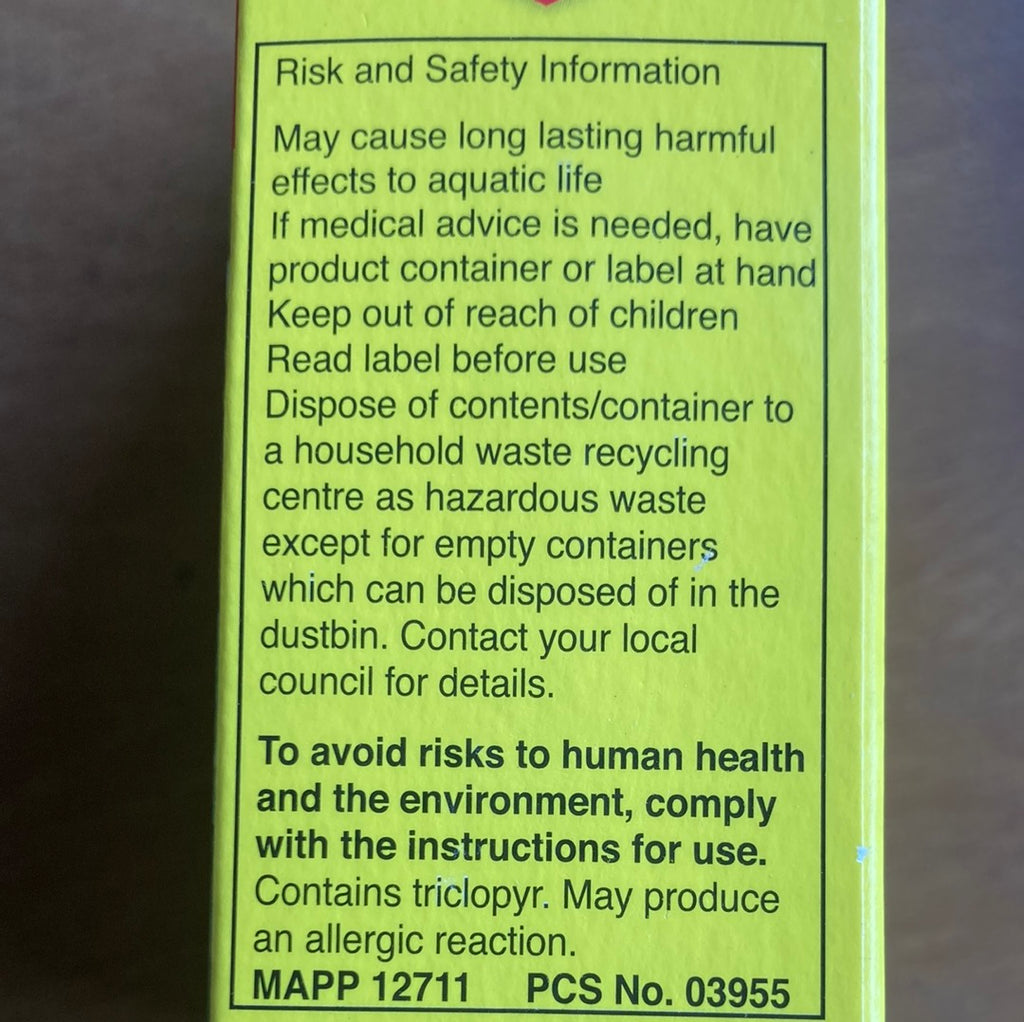 Risk and Safety Information
May cause long lasting harmful
effects to aquatic life
If medical advice is needed, have
product container or label at hand
Keep out of reach of children
Read label before use
Dispose of contents/container to
a household waste recycling
centre as hazardous waste
except for empty containers
which can be disposed of in the
dustbin. Contact your local
council for details.
To avoid risks to human health
and the environment, comply
with the instructions for use.
Contains triclopyr. May produce
an allergic reaction.
MAPP 12711 PCS No. 03955